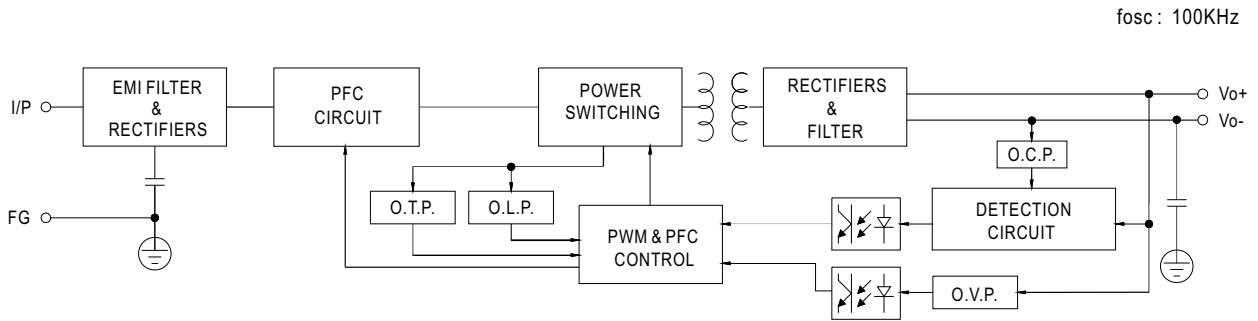 fosc : 100KHz
I/P
EMI FILTER
&
RECTIFIERS
PFC
CIRCUIT
POWER
SWITCHING
RECTIFIERS
&
FILTER
Vo+
Vo-
O.C.P.
FG
O.T.P.
O.L.P.
PWM & PFC
CONTROL
DETECTION
CIRCUIT
O.V.P.